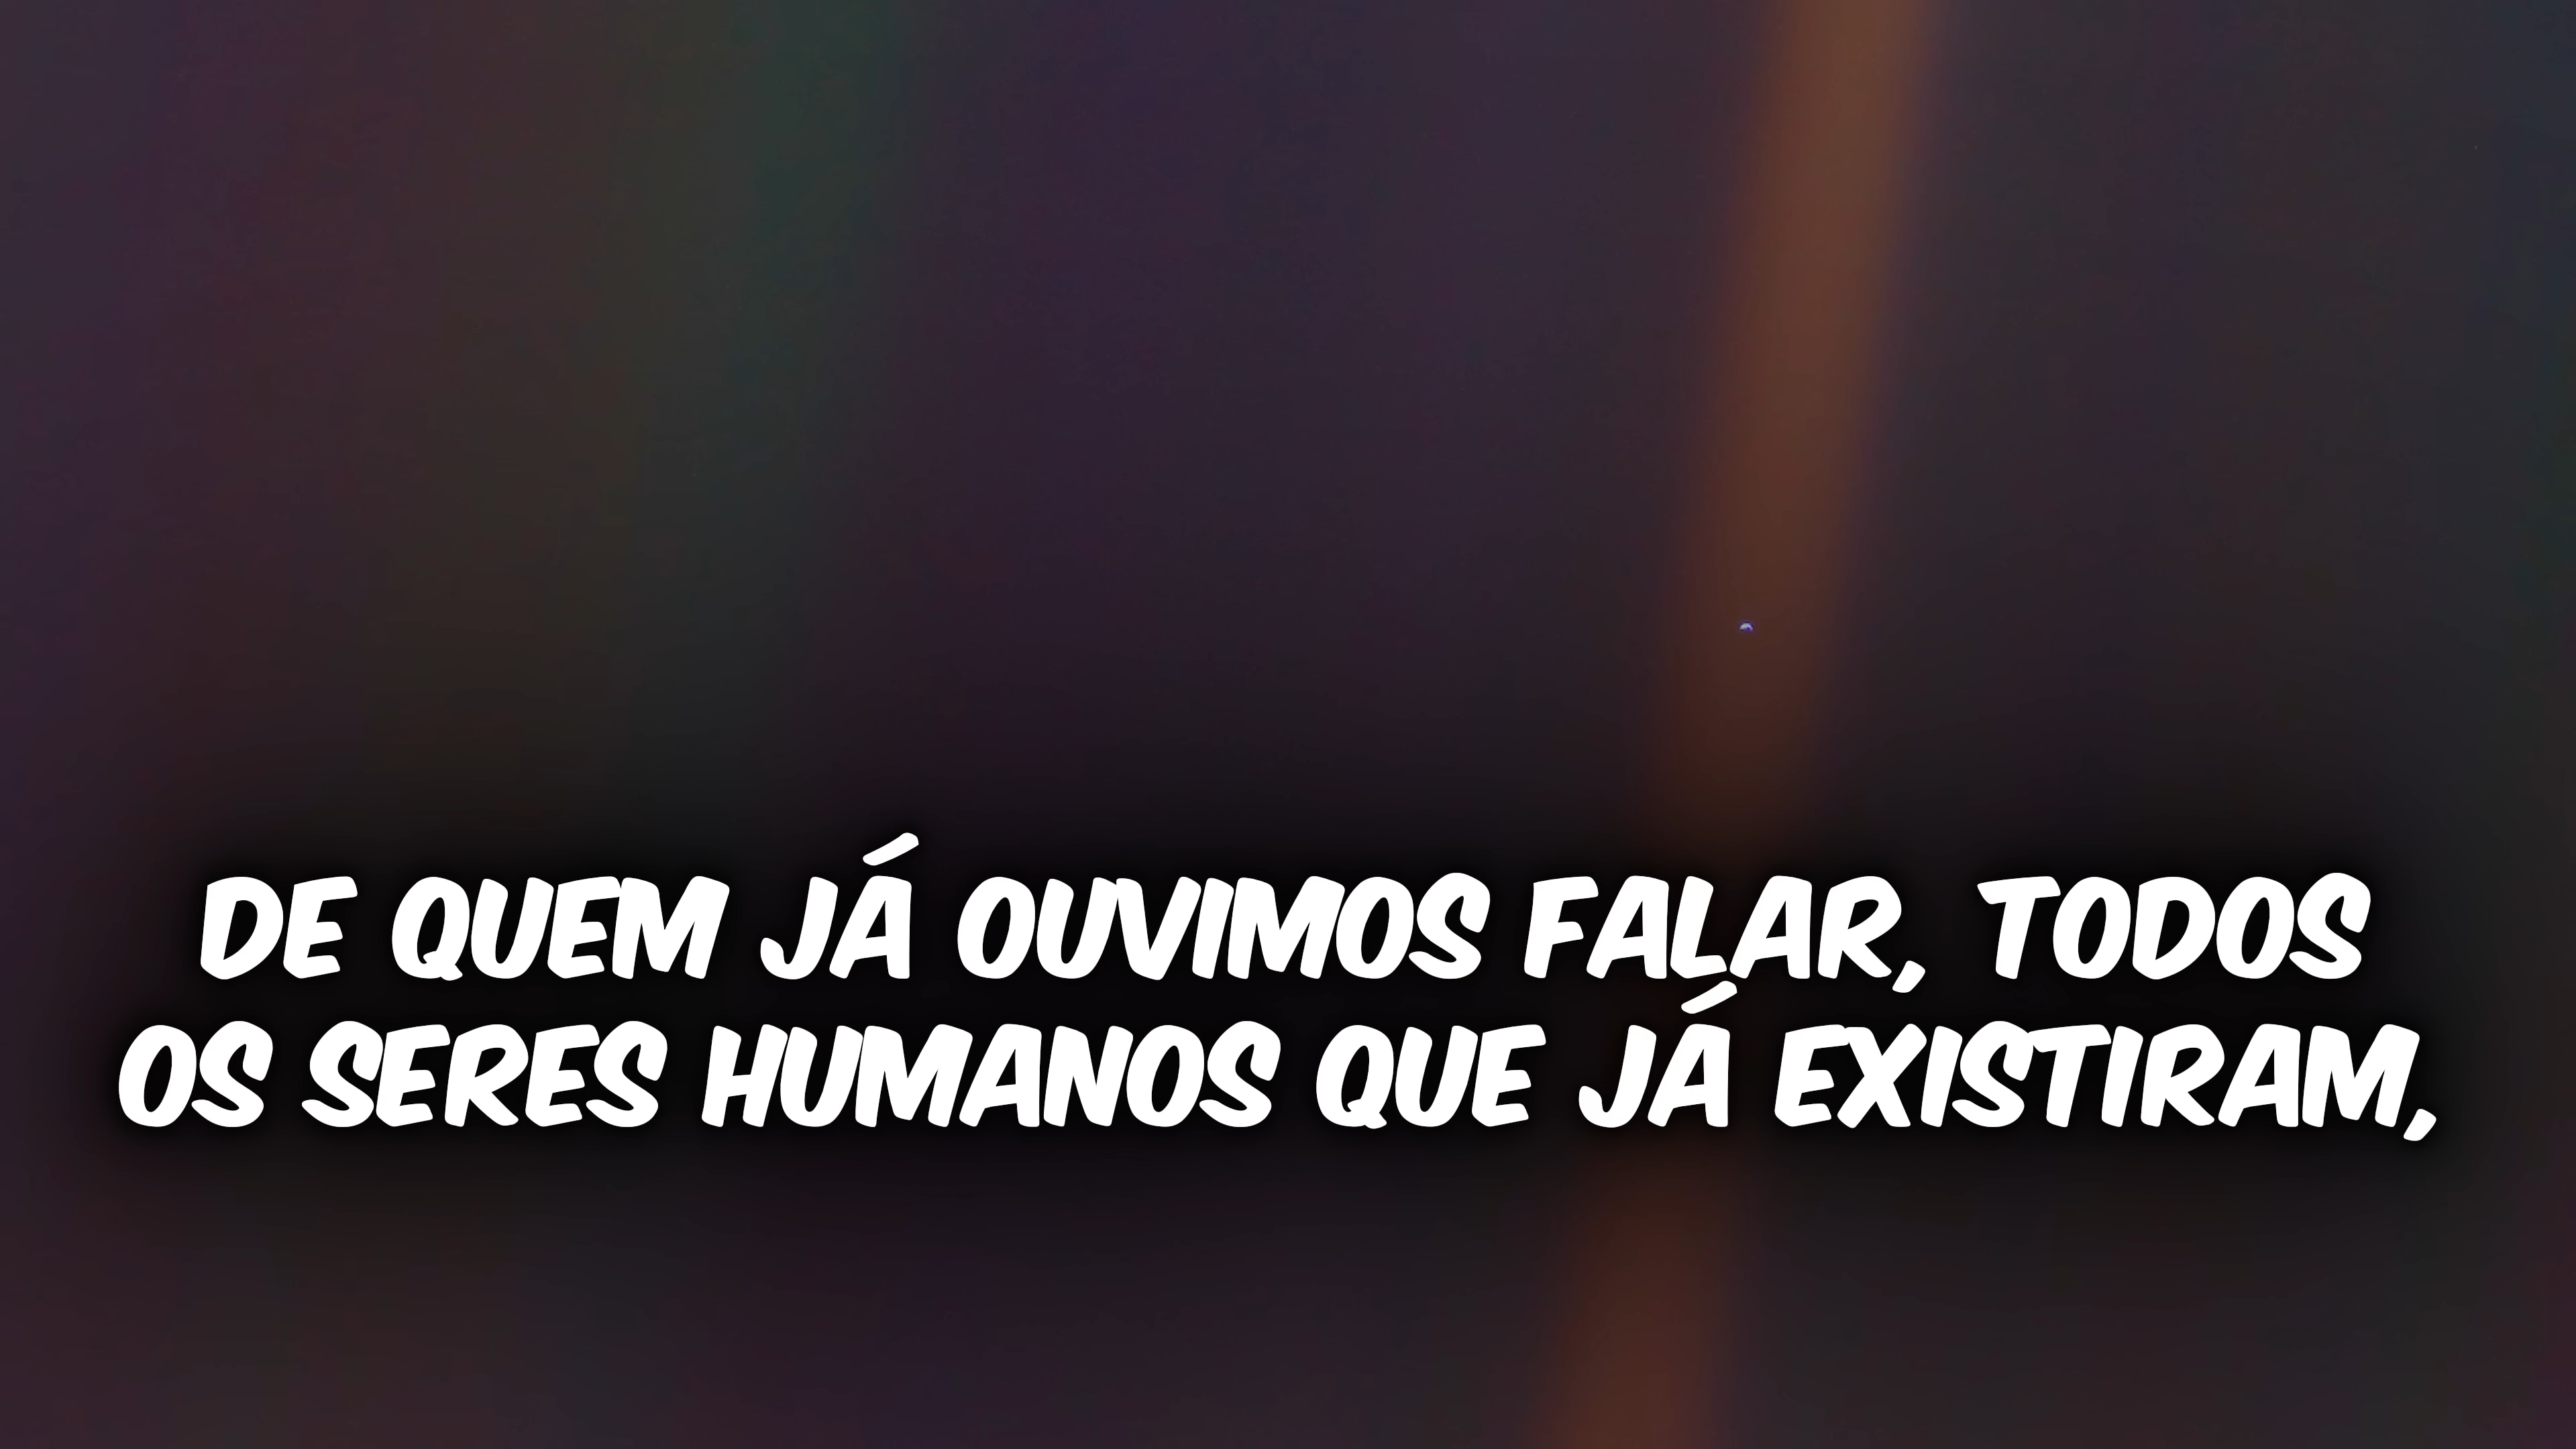 DE QUEM JÁ OUVIMOS FALAR, TODOS
OS SERES HUMANOS QUE JÁ EXISTIRAM,